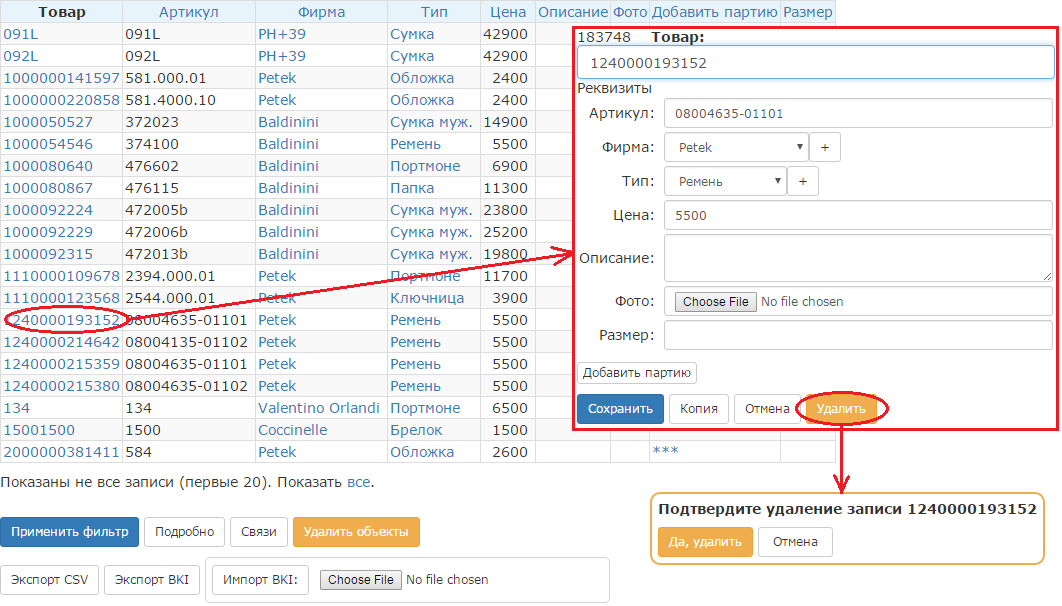 Товар Артикул Фирма Тип Цена Описание Фото Добавить партию Размер
091L 091L PH+39 Сумка 42900
092L 092L PH+39 Сумка 42900
1000000141597 581.000.01 Petek Обложка 2400
1000000220858 581.4000.10 Petek Обложка 2400
1000050527 372023 Baldinini Сумка муж. 14900
1000054546 374100 Baldinini Ремень 5500
1000080640 476602 Baldinini Портмоне 6900
1000080867 476115 Baldinini Папка 11300
1000092224 472005b Baldinini Сумка муж. 23800
1000092229 472006b Baldinini Сумка муж. 25200
1000092315 472013b Baldinini Сумка муж. 19800
1110000109678 2394.000.01 Petek Портмоне 11700
1110000123568 2544.000.01 Petek Ключница 3900
1240000193152 08004635-01101 Petek Ремень 5500
1240000214642 08004135-01102 Petek Ремень 5500
1240000215359 08004635-01101 Petek Ремень 5500
1240000215380 08004635-01102 Petek Ремень 5500
134 134 Valentino Orlandi Портмоне 6500
15001500 1500 Coccinelle Брелок 1500
2000000381411 584 Petek Обложка 2600 ***
183748 Товар:
1240000193152
Реквизиты
Артикул: 08004635-01101
Фирма: Petek +
Тип: Ремень +
Цена: 5500
Описание:
Фото: Choose File No file chosen
Размер:
Добавить партию
Сохранить Копия Отмена Удалить
Показаны не все записи (первые 20). Показать все.
Применить фильтр Подробно Связи Удалить объекты
Экспорт CSV Экспорт BKI Импорт BKI: Choose File No file chosen
Подтвердите удаление записи 1240000193152
Да, удалить Отмена